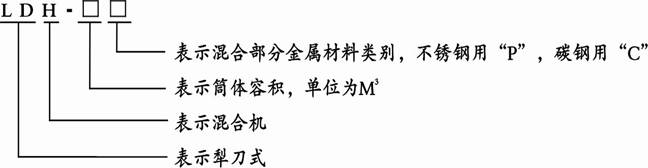 LDH-□□
表示混合部分金属材料类别，不锈钢用“P”，碳钢用“C”
表示筒体容积，单位为M³
表示混合机
表示犁刀式